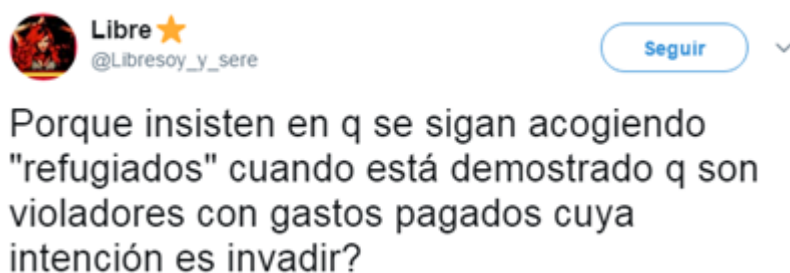 Libre
@Libresoy_y_sere
Seguir
Porque insisten en q se sigan acogiendo
"refugiados" cuando está demostrado q son
violadores con gastos pagados cuya
intención es invadir?